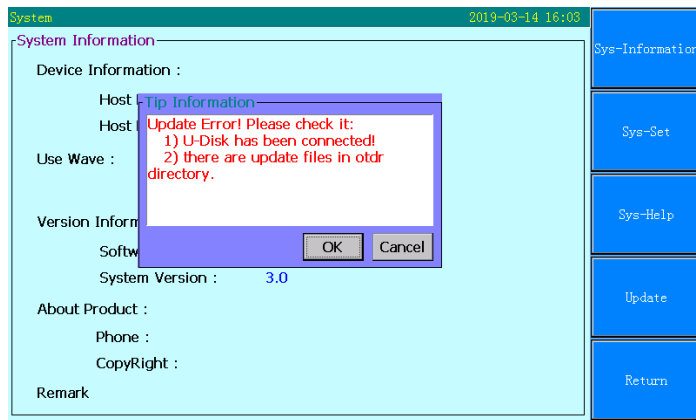 System 2019-03-14 16:03
System Information
Device Information :
Host
Host
Use Wave :
Version Inform
Softw
System Version : 3.0
About Product :
Phone :
CopyRight :
Remark
Tip Information
Update Error! Please check it:
1) U-Disk has been connected!
2) there are update files in otdr
directory.
OK Cancel
Sys-Information
Sys-Set
Sys-Help
Update
Return